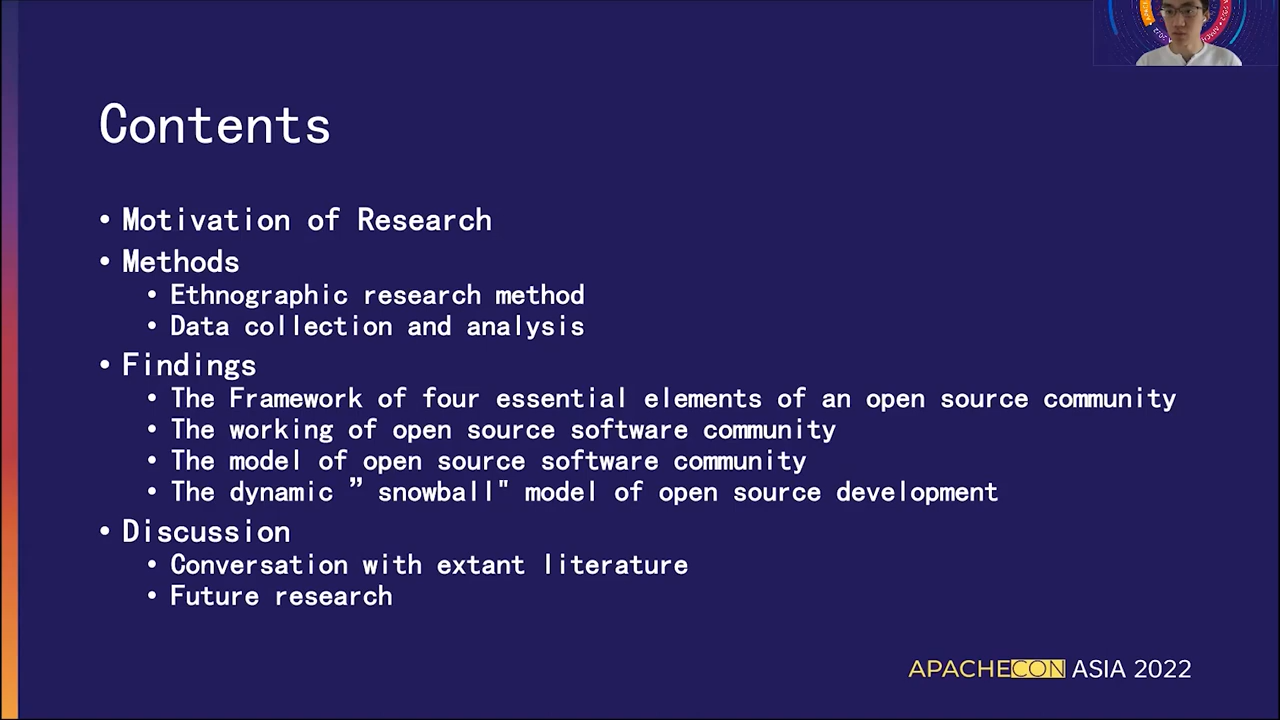 Contents
• Motivation of Research
• Methods
• Ethnographic research method
• Data collection and analysis
• Findings
• The Framework of four essential elements of an open source community
• The working of open source software community
• The model of open source software community
• The dynamic ” snowball" model of open source development
• Discussion
• Conversation with extant literature
• Future research
APACHECON ASIA 2022